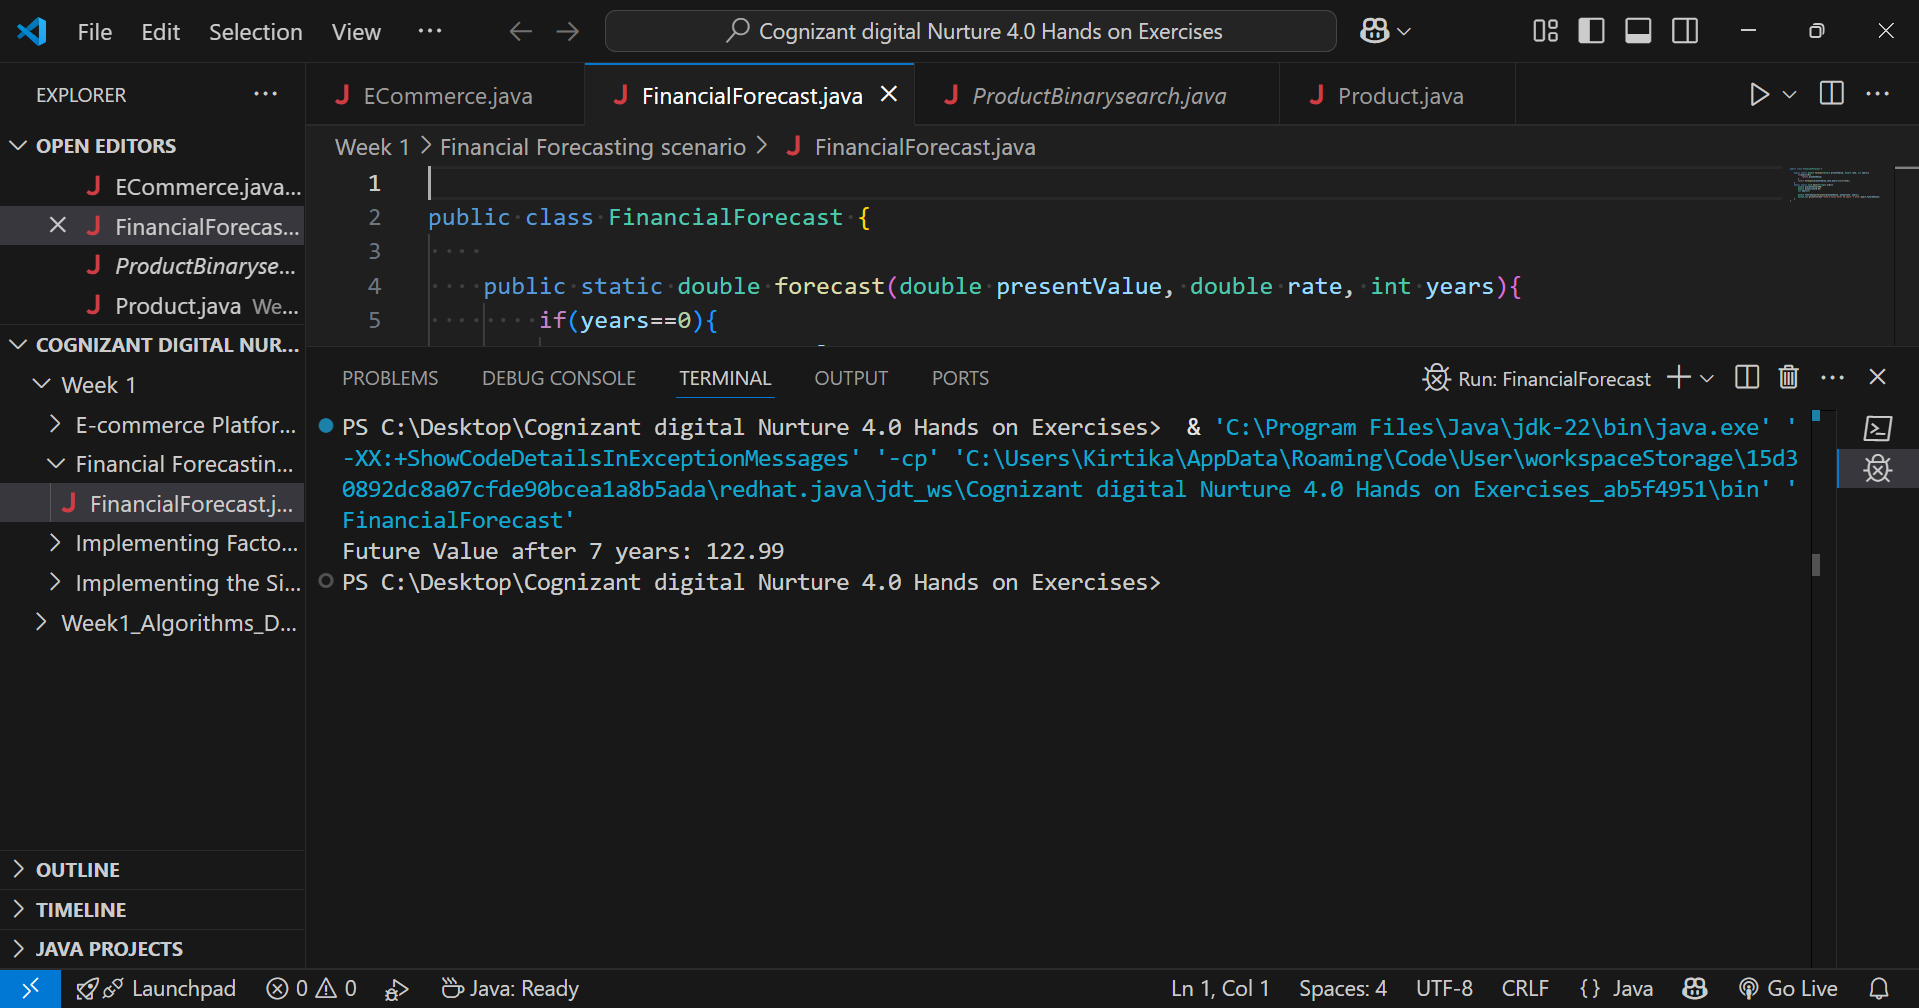 File Edit Selection View ···
Cognizant digital Nurture 4.0 Hands on Exercises
EXPLORER ···
OPEN EDITORS
ECommerce.java...
FinancialForecas...
ProductBinaryse...
Product.java We...
COGNIZANT DIGITAL NUR...
Week 1
E-commerce Platfor...
Financial Forecastin...
FinancialForecast.j...
Implementing Facto...
Implementing the Si...
Week1_Algorithms_D...
OUTLINE
TIMELINE
JAVA PROJECTS
ECommerce.java FinancialForecast.java ProductBinarysearch.java Product.java
Week 1 > Financial Forecasting scenario > FinancialForecast.java
1
2 public class FinancialForecast {
3
4 public static double forecast(double presentValue, double rate, int years){
5 if(years==0){
PROBLEMS DEBUG CONSOLE TERMINAL OUTPUT PORTS
Run: FinancialForecast
PS C:\Desktop\Cognizant digital Nurture 4.0 Hands on Exercises> & 'C:\Program Files\Java\jdk-22\bin\java.exe' '
-XX:+ShowCodeDetailsInExceptionMessages' '-cp' 'C:\Users\Kirtika\AppData\Roaming\Code\User\workspaceStorage\15d3
0892dc8a07cfde90bcea1a8b5ada\redhat.java\jdt_ws\Cognizant digital Nurture 4.0 Hands on Exercises_ab5f4951\bin' '
FinancialForecast'
Future Value after 7 years: 122.99
PS C:\Desktop\Cognizant digital Nurture 4.0 Hands on Exercises>
Launchpad 0 0 Java: Ready Ln 1, Col 1 Spaces: 4 UTF-8 CRLF {} Java Go Live